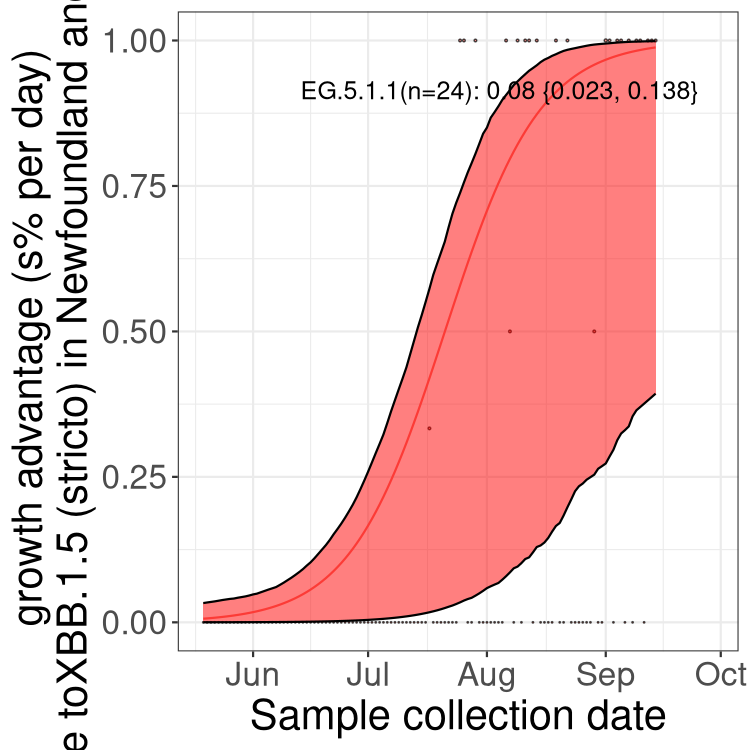 growth advantage (s% per day)
e toXBB.1.5 (stricto) in Newfoundland and
1.00
0.75
0.50
0.25
0.00
EG.5.1.1(n=24): 0.08 {0.023, 0.138}
Jun Jul Aug Sep Oct
Sample collection date